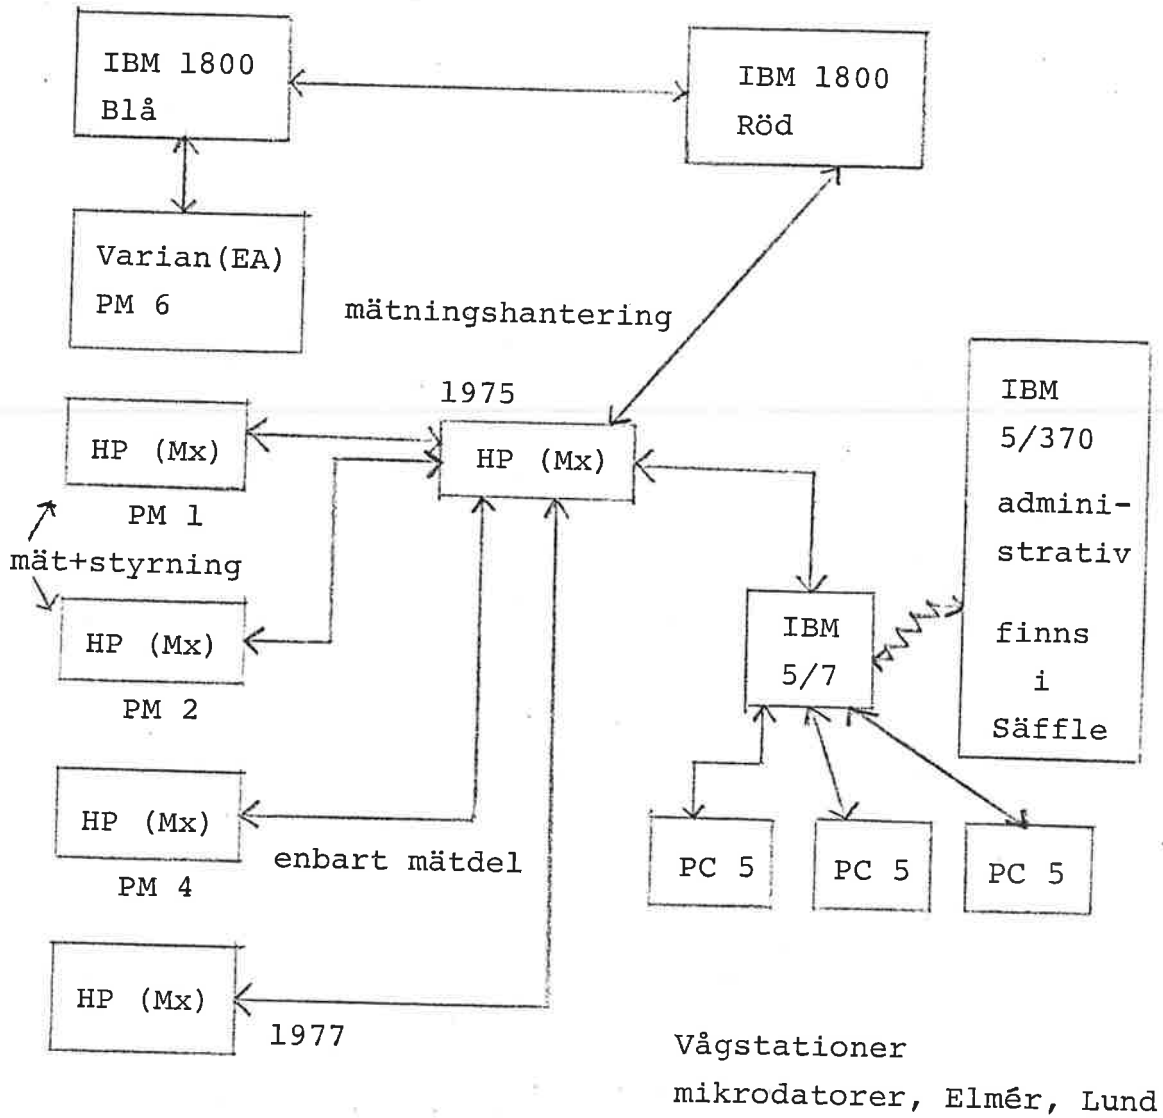 IBM 1800
Blå
IBM 1800
Röd
Varian(EA)
PM 6
mätningshantering
1975
HP (Mx)
HP (Mx)
PM 1
mät+styrning
HP (Mx)
PM 2
HP (Mx)
PM 4
enbart mätdel
HP (Mx)
1977
IBM
5/370
admini-
strativ
finns
i
Säffle
IBM
5/7
PC 5
PC 5
PC 5
Vågstationer
mikrodatorer, Elmér, Lund